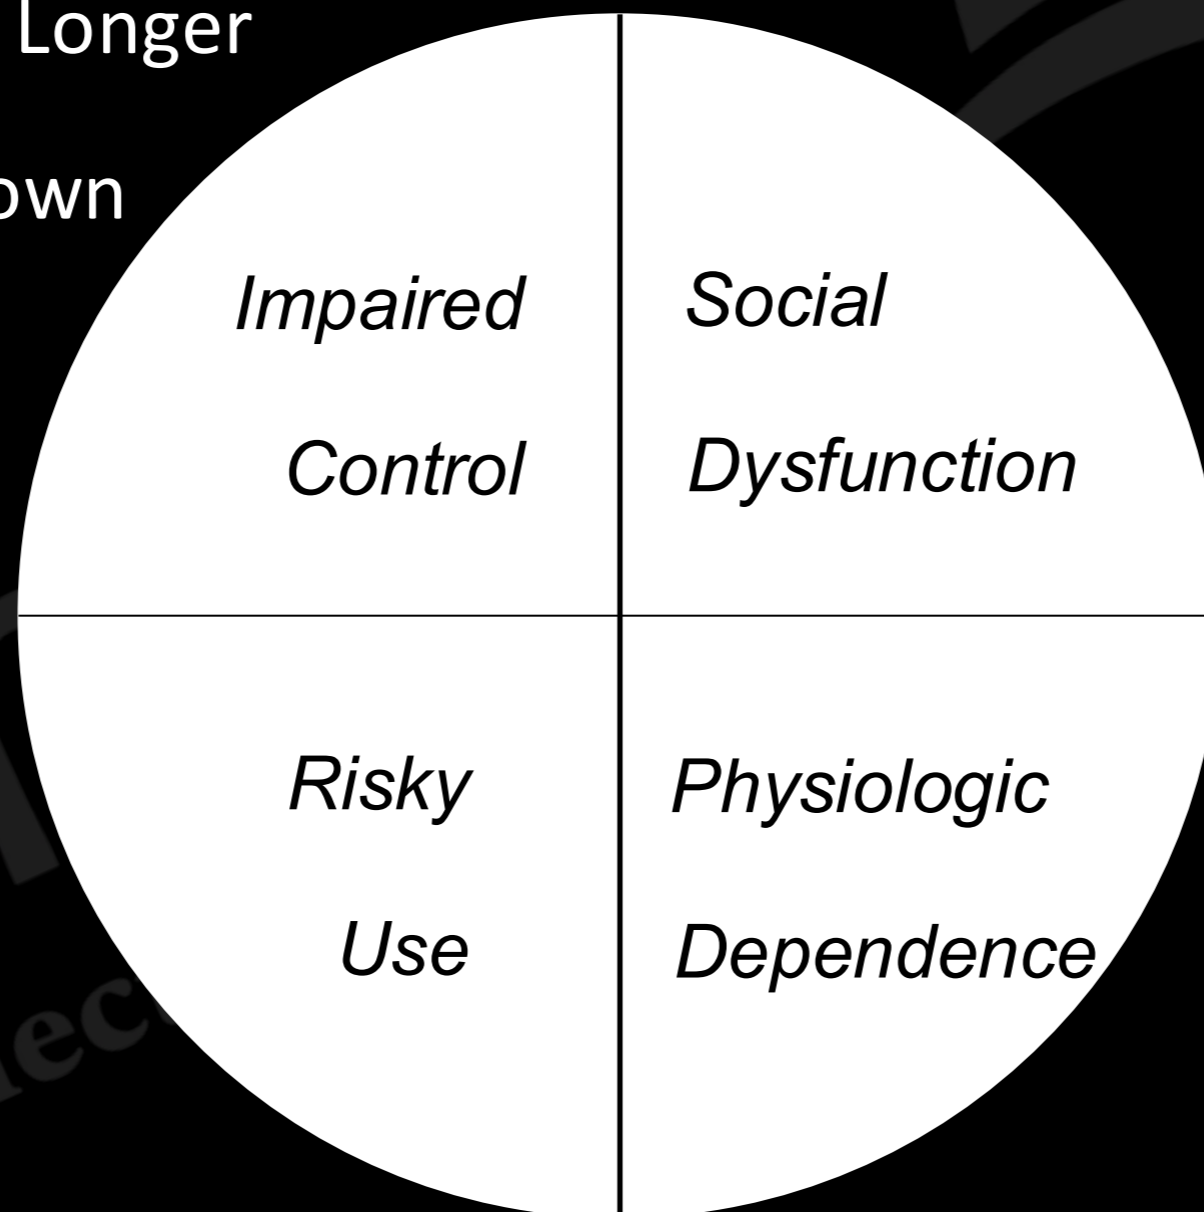 Longer
own
Impaired
Social
Control
Dysfunction
Risky
Physiologic
Use
Dependence